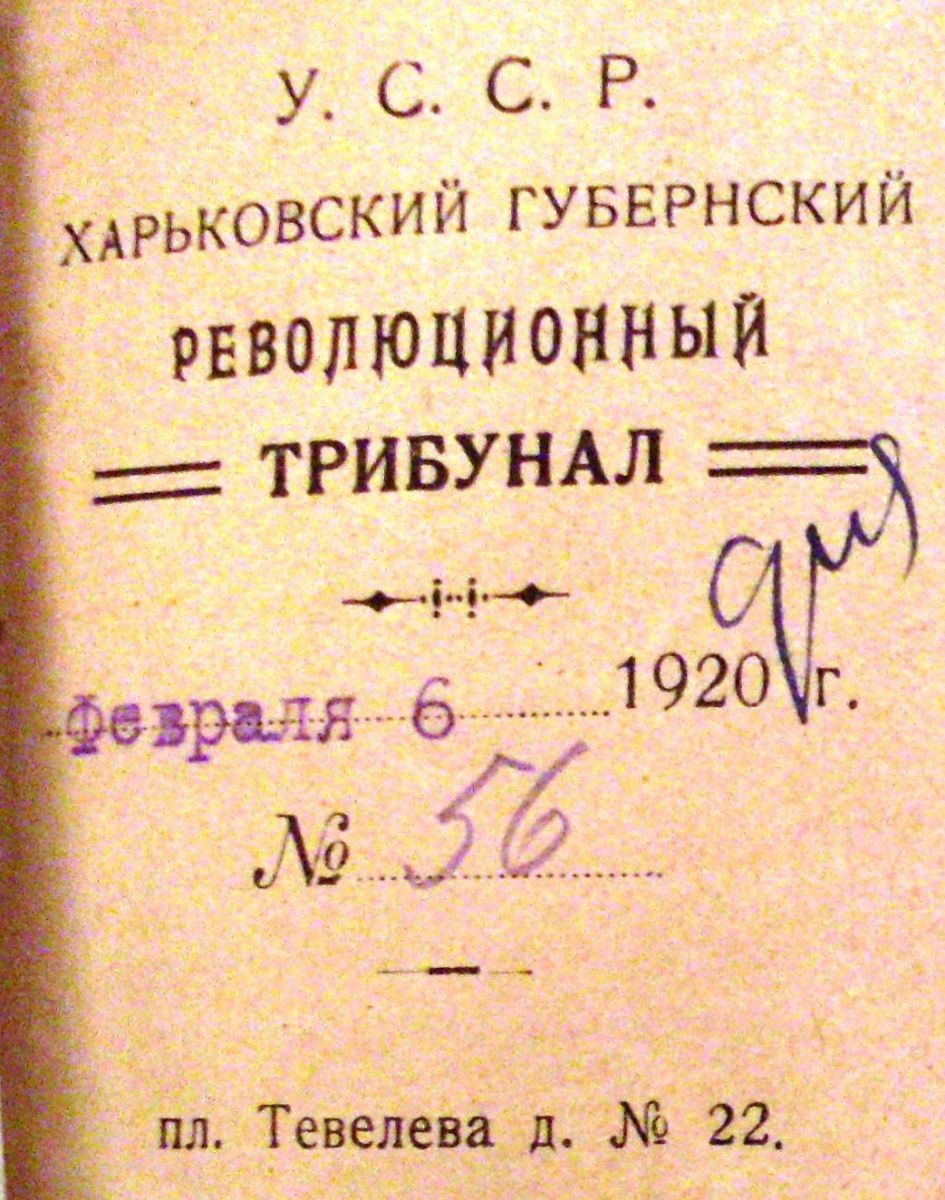 У. С. С. Р.
ХАРЬКОВСКИЙ ГУБЕРНСКИЙ
РЕВОЛЮЦИОННЫЙ
ТРИБУНАЛ
Февраля 6 1920 г.
№ 56
пл. Тевелева д. № 22.